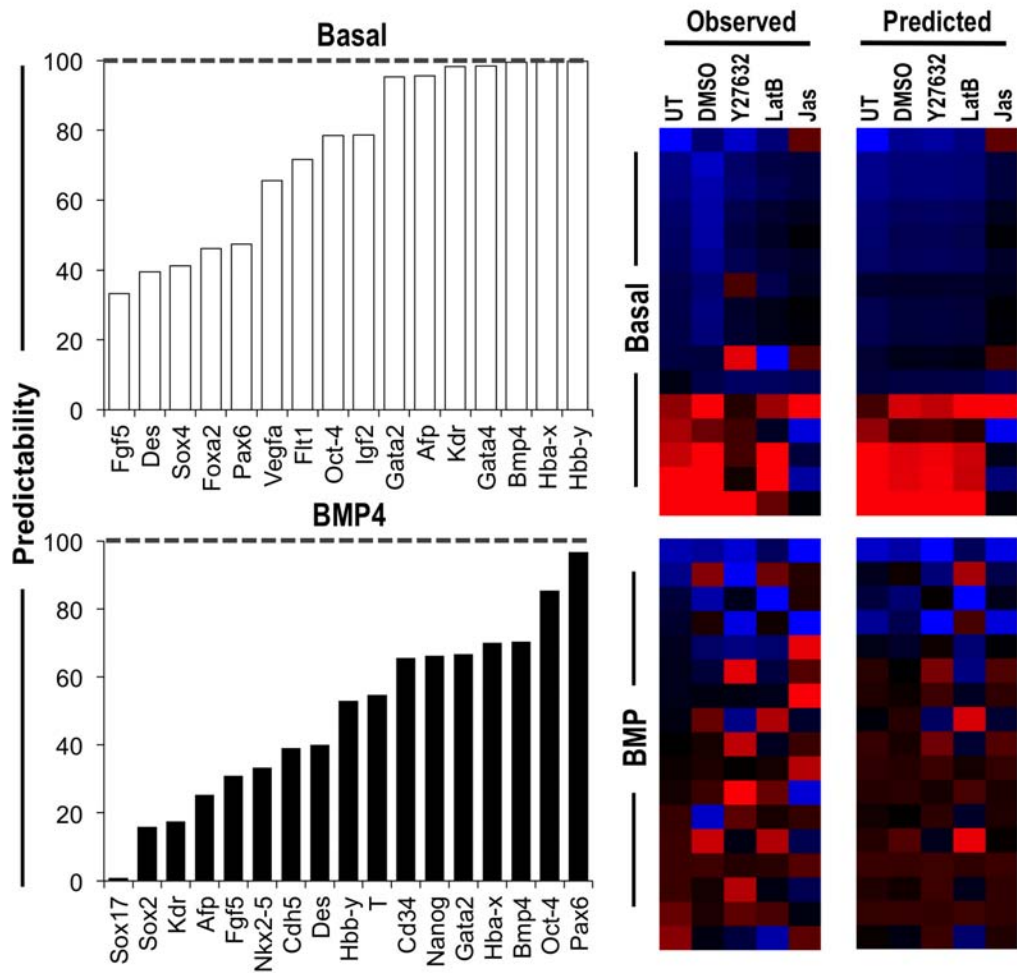 Basal
100
80
60
40
20
0
Fgf5
Des
Sox4
Foxa2
Pax6
Vegfa
Flt1
Oct-4
Igf2
Gata2
Afp
Kdr
Gata4
Bmp4
Hba-x
Hbb-y
Predictability
BMP4
100
80
60
40
20
0
Sox17
Sox2
Kdr
Afp
Fgf5
Nkx2-5
Cdh5
Des
Hbb-y
T
Cd34
Nanog
Gata2
Hba-x
Bmp4
Oct-4
Pax6
Observed
UT
DMSO
Y27632
LatB
Jas
Predicted
UT
DMSO
Y27632
LatB
Jas
Basal
BMP